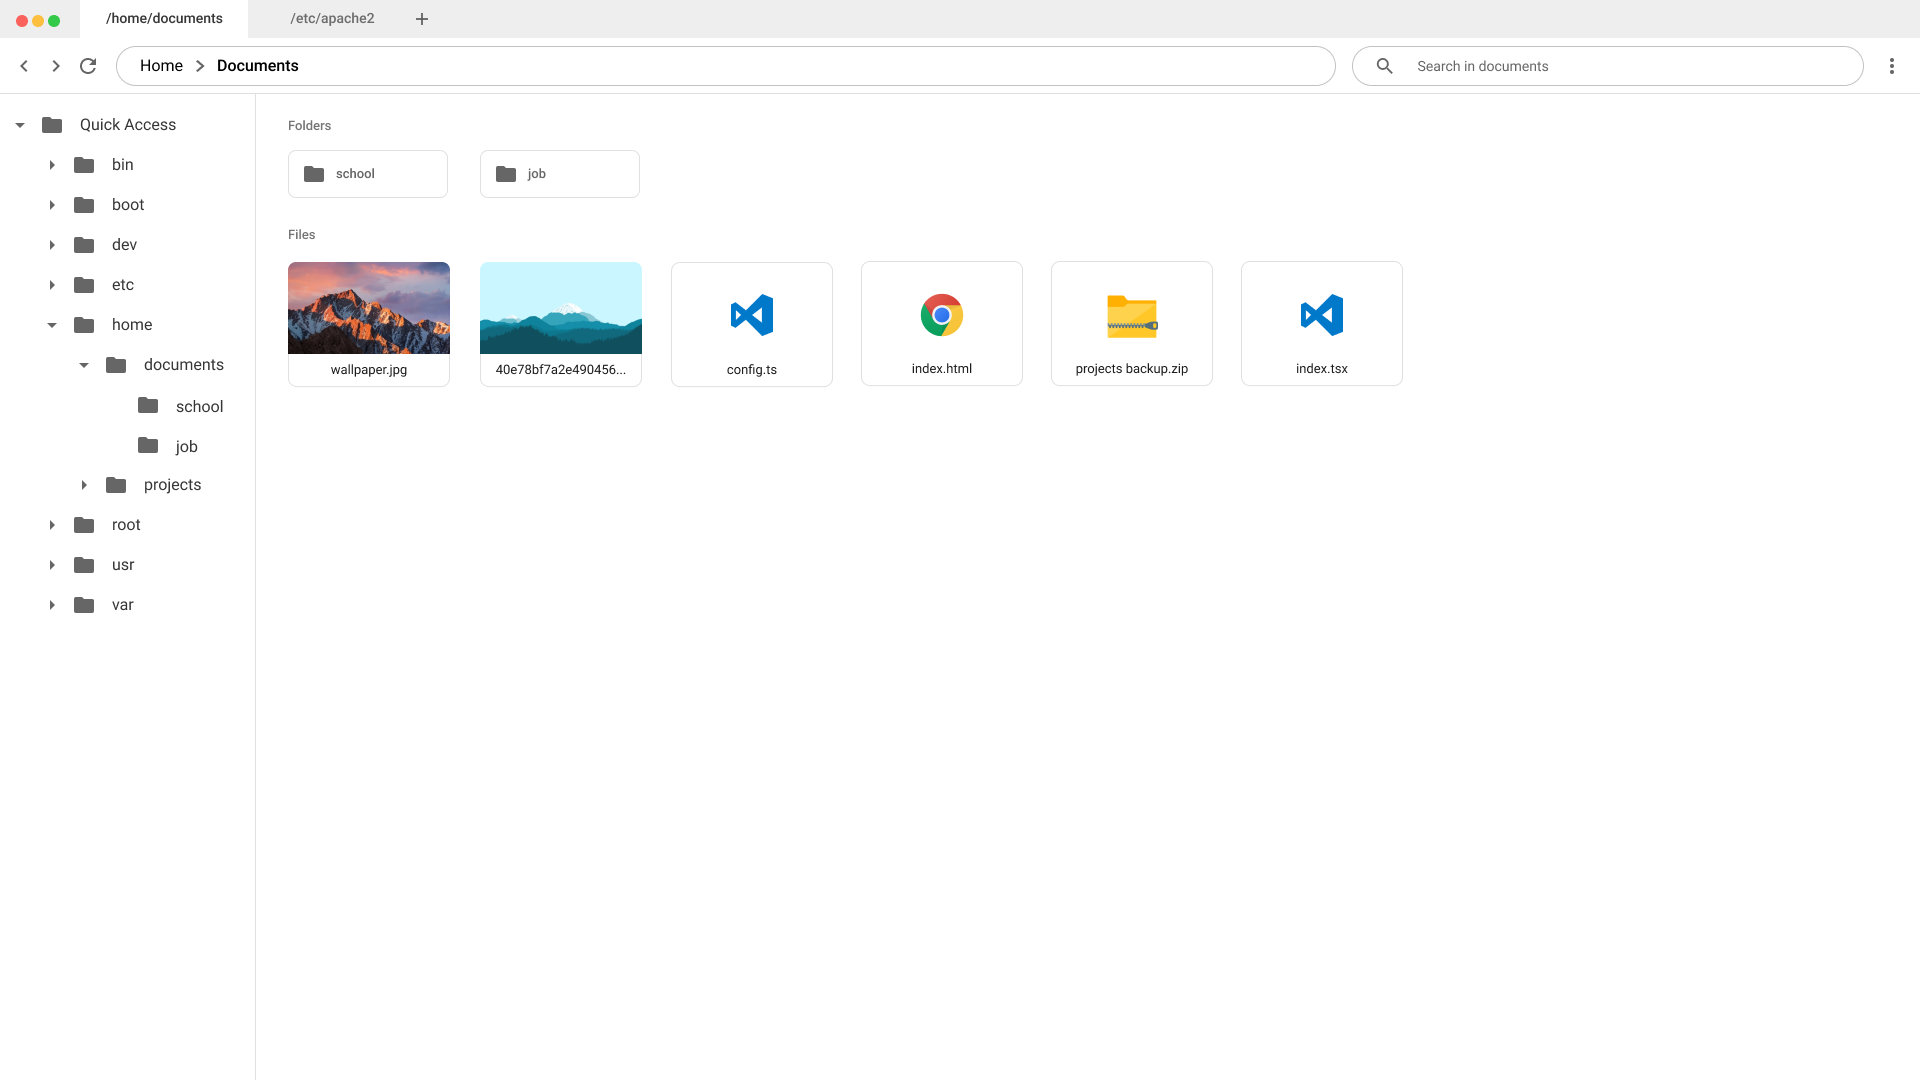 /home/documents
/etc/apache2
Home
Documents
Search in documents
Quick Access
bin
boot
dev
etc
home
documents
school
job
projects
root
usr
var
Folders
school
job
Files
wallpaper.jpg
40e78bf7a2e490456...
config.ts
index.html
projects backup.zip
index.tsx